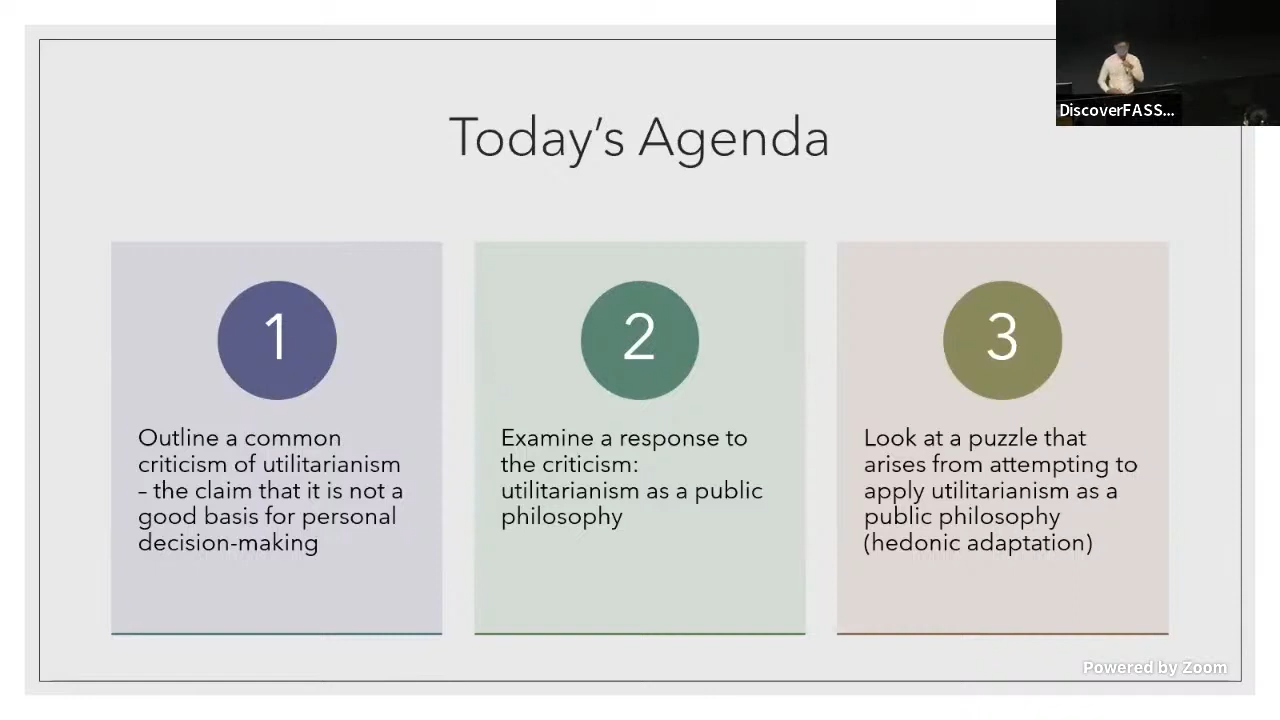 DiscoverFASS...
Today's Agenda
1
Outline a common
criticism of utilitarianism
– the claim that it is not a
good basis for personal
decision-making
2
Examine a response to
the criticism:
utilitarianism as a public
philosophy
3
Look at a puzzle that
arises from attempting to
apply utilitarianism as a
public philosophy
(hedonic adaptation)
Powered by Zoom